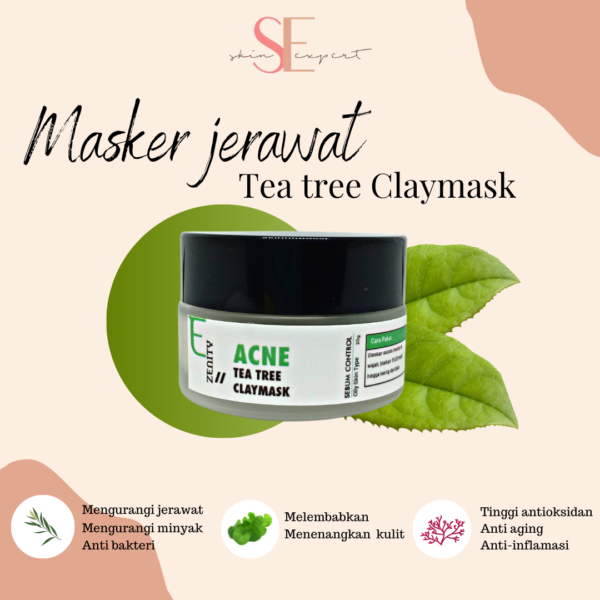 SE
skin expert
Masker jerawat
Tea tree Claymask
E
ZENITY
ACNE
TEA TREE
CLAYMASK
SEBUM CONTROL
Oily Skin Type
20g
Cara Pakai
Mengurangi jerawat
Mengurangi minyak
Anti bakteri
Melembabkan
Menenangkan kulit
Tinggi antioksidan
Anti aging
Anti-inflamasi